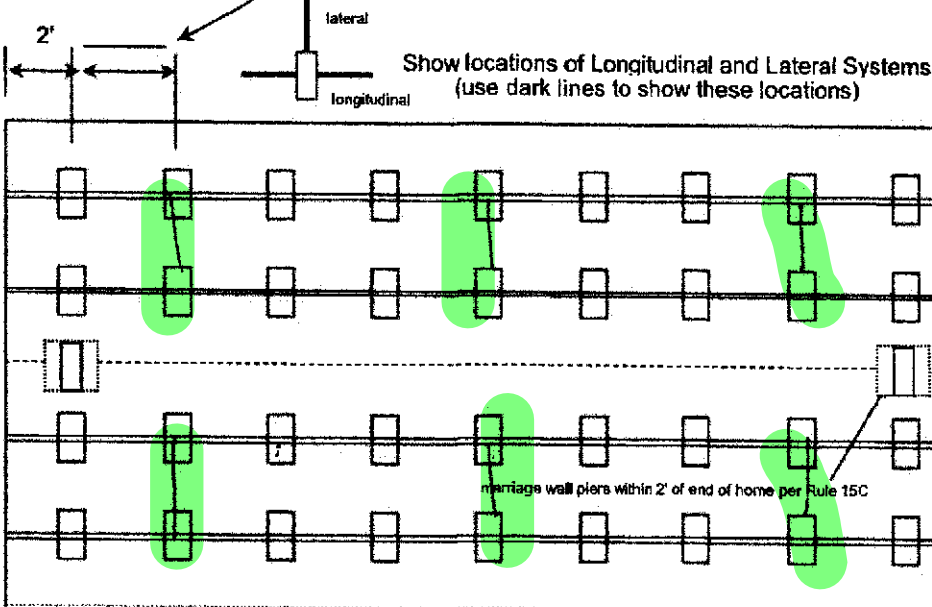 lateral
2'
Show locations of Longitudinal and Lateral Systems
(use dark lines to show these locations)
longitudinal
marriage wall piers within 2' of end of home per Rule 15C